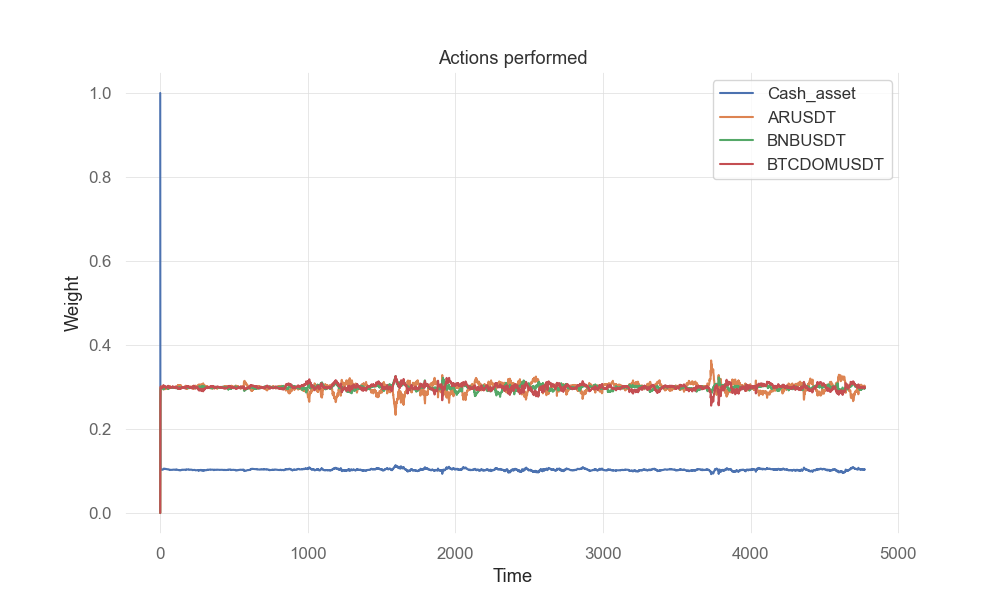 Actions performed
Cash_asset
ARUSDT
BNBUSDT
BTCDOMUSDT
1.0
0.8
0.6
0.4
0.2
0.0
Weight
0 1000 2000 3000 4000 5000
Time